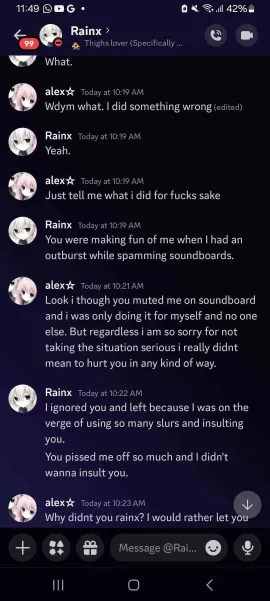 11:49
42%
99
Rainx
Thighs lover (Specifically ...
What.
alex☆ Today at 10:19 AM
Wdym what. I did something wrong (edited)
Rainx Today at 10:19 AM
Yeah.
alex☆ Today at 10:19 AM
Just tell me what i did for fucks sake
Rainx Today at 10:19 AM
You were making fun of me when I had an
outburst while spamming soundboards.
alex☆ Today at 10:21 AM
Look i though you muted me on soundboard
and i was only doing it for myself and no one
else. But regardless i am so sorry for not
taking the situation serious i really didnt
mean to hurt you in any kind of way.
Rainx Today at 10:22 AM
I ignored you and left because I was on the
verge of using so many slurs and insulting
you.
You pissed me off so much and I didn't
wanna insult you.
alex☆ Today at 10:23 AM
Why didnt you rainx? I would rather let you
Message @Rai...